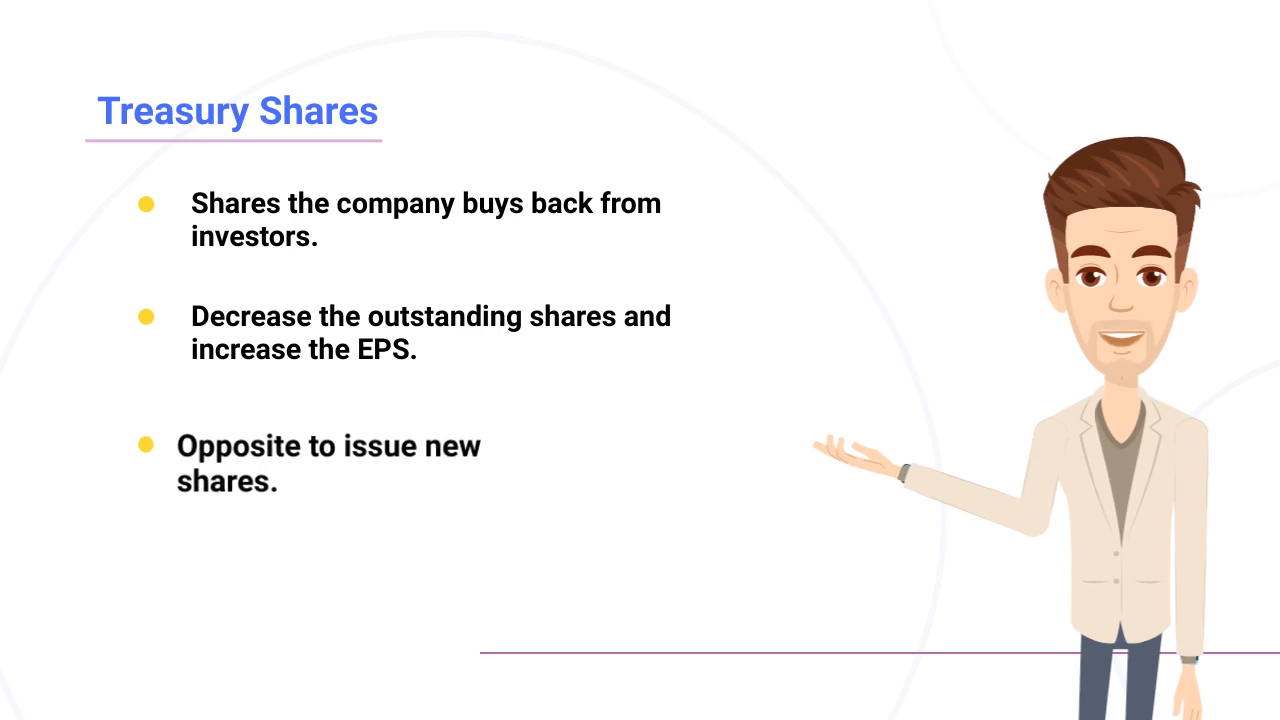 Treasury Shares
Shares the company buys back from
investors.
Decrease the outstanding shares and
increase the EPS.
Opposite to issue new
shares.